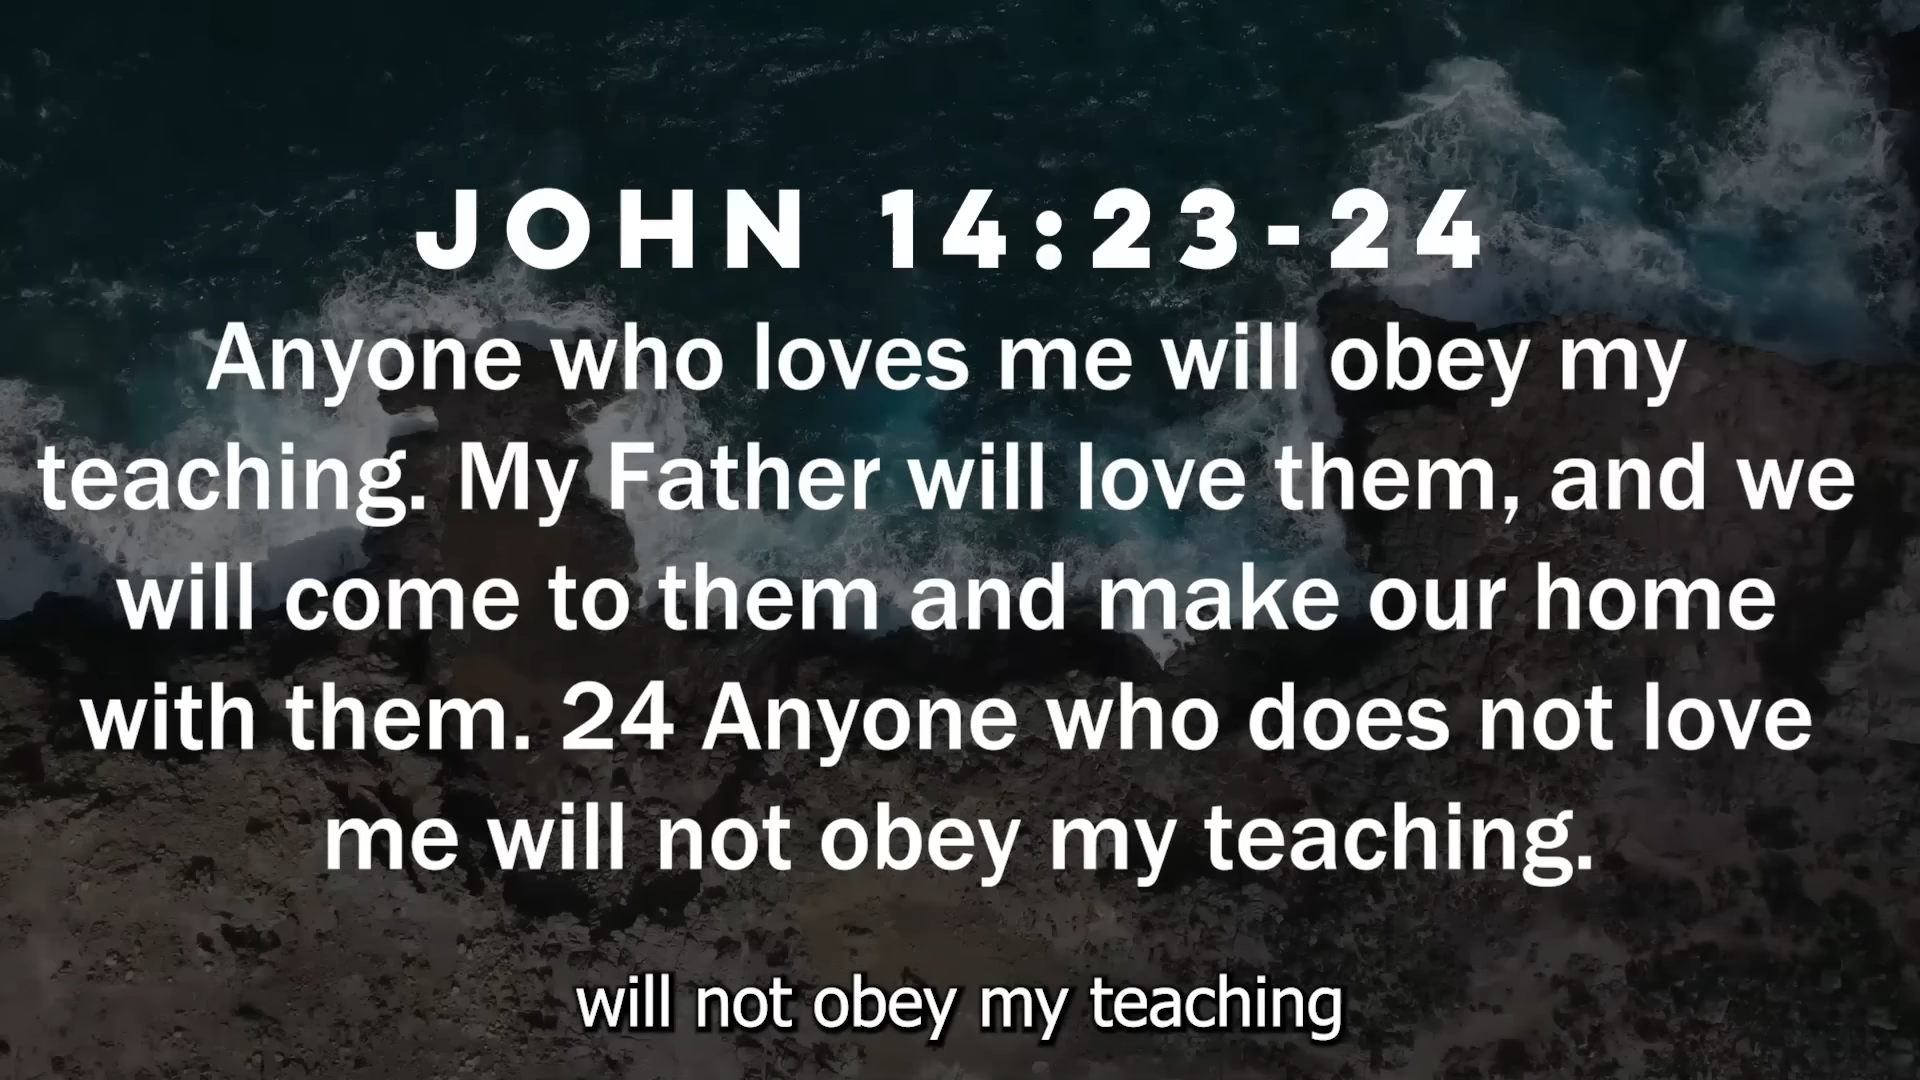 JOHN 14:23-24
Anyone who loves me will obey my
teaching. My Father will love them, and we
will come to them and make our home
with them. 24 Anyone who does not love
me will not obey my teaching.
will not obey my teaching